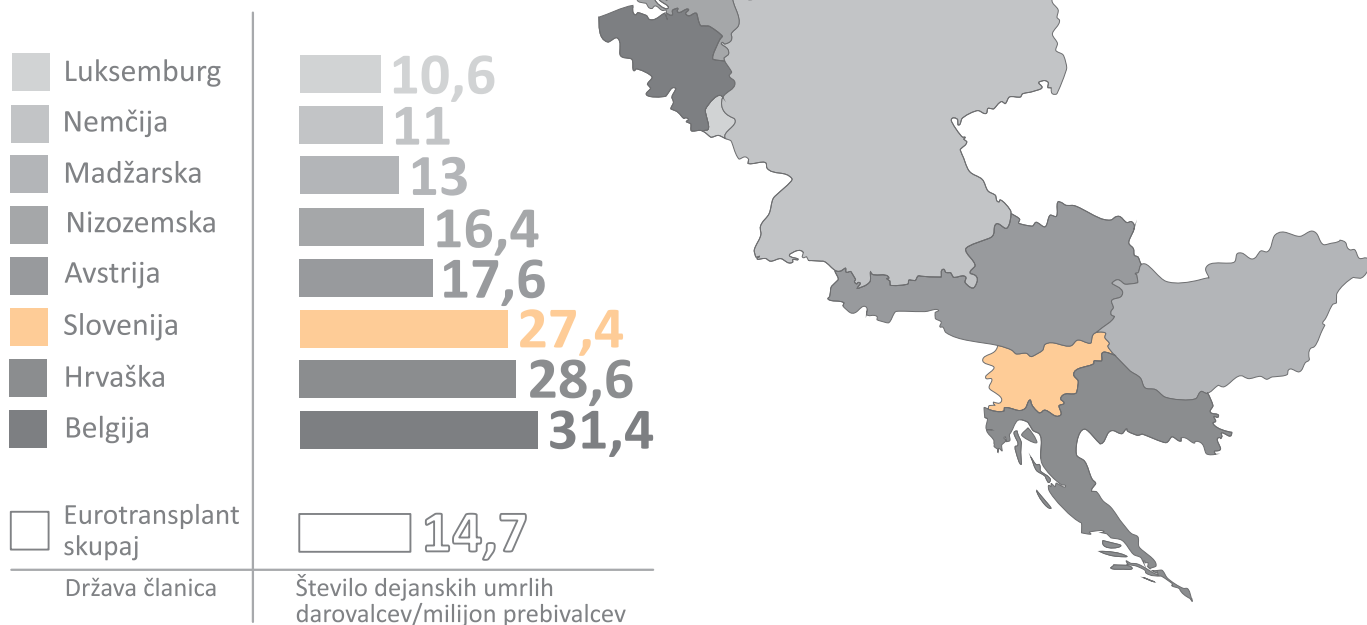 Luksemburg 10,6
Nemčija 11
Madžarska 13
Nizozemska 16,4
Avstrija 17,6
Slovenija 27,4
Hrvaška 28,6
Belgija 31,4
Eurotransplant
skupaj
14,7
Država članica
Število dejanskih umrlih
darovalcev/milijon prebivalcev